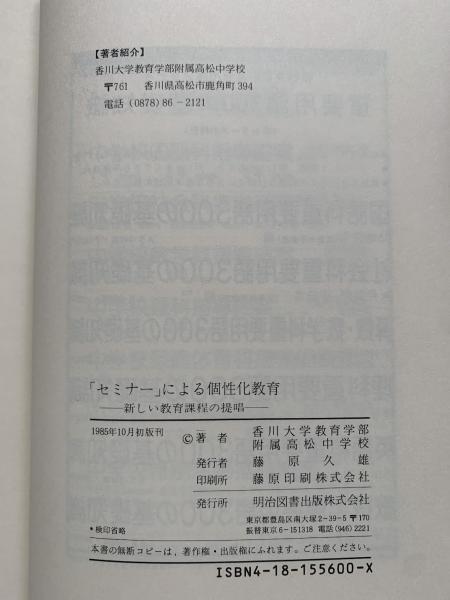 【著者紹介】
香川大学教育学部附属高松中学校
〒761 香川県高松市鹿角町394
電話 (0878) 86－2121
「セミナー」による個性化教育
──新しい教育課程の提唱──
1985年10月初版刊
©著者 香川大学教育学部
附属高松中学校
発行者 藤原久雄
印刷所 藤原印刷株式会社
発行所 明治図書出版株式会社
東京都豊島区南大塚2-39-5 〒170
振替東京6-151318 電話(946)2221
*検印省略
本書の無断コピーは、著作権・出版権にふれます。ご注意ください。
ISBN4-18-155600-X